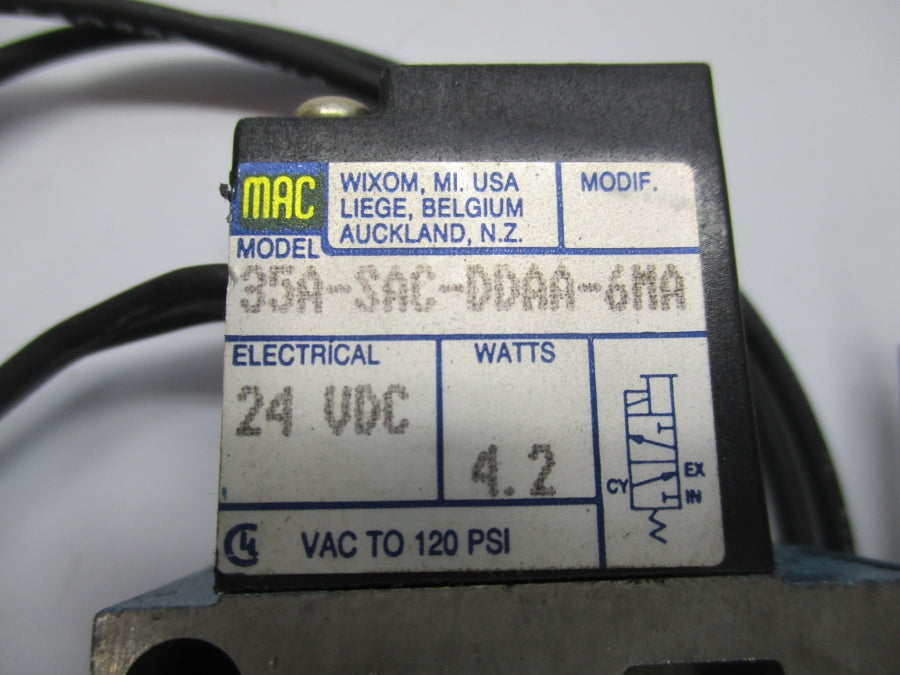 MAC
WIXOM, MI. USA
LIEGE, BELGIUM
AUCKLAND, N.Z.
MODIF.
MODEL
35A-SAC-DDAA-6MA
ELECTRICAL
24 VDC
WATTS
4.2
CY
EX
IN
VAC TO 120 PSI